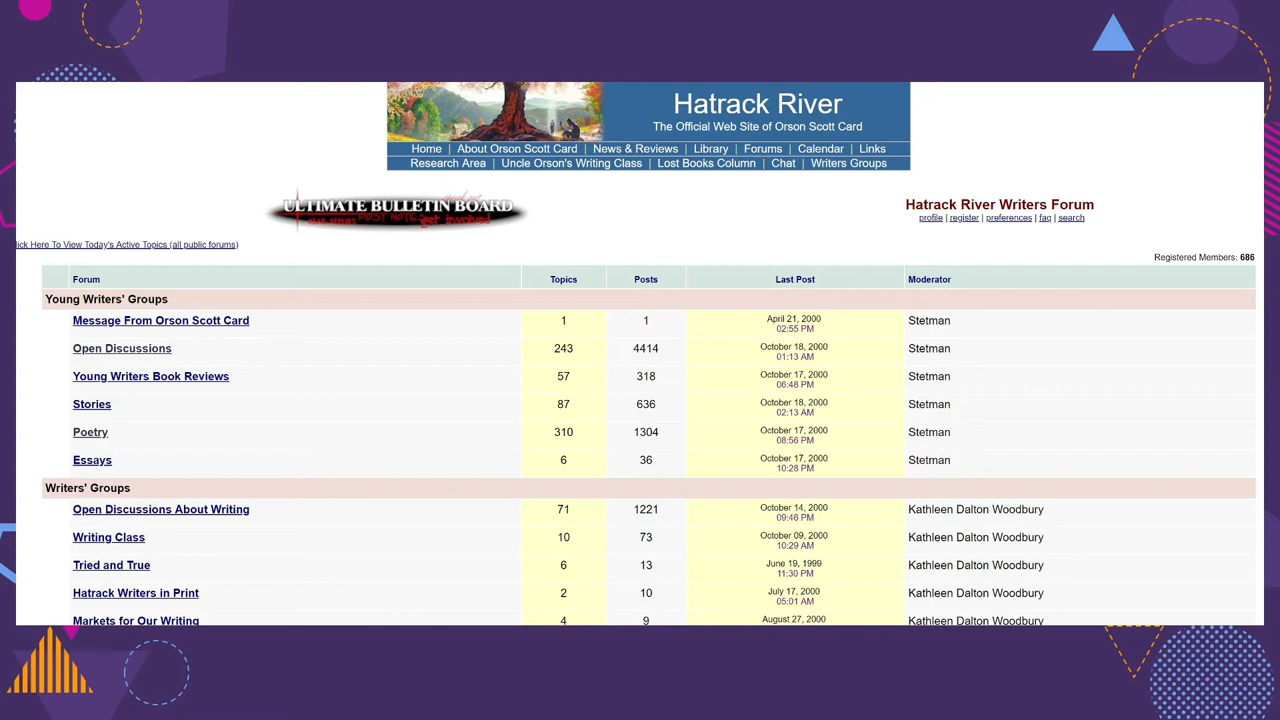 Hatrack River
The Official Web Site of Orson Scott Card
Home | About Orson Scott Card | News & Reviews | Library | Forums | Calendar | Links
Research Area | Uncle Orson's Writing Class | Lost Books Column | Chat | Writers Groups
ULTIMATE BULLETIN BOARD
POST NOTE get involved
Hatrack River Writers Forum
profile | register | preferences | faq | search
lick Here To View Today's Active Topics (all public forums)
Registered Members: 686
Forum Topics Posts Last Post Moderator
Young Writers' Groups
Message From Orson Scott Card 1 1 April 21, 2000 02:55 PM Stetman
Open Discussions 243 4414 October 18, 2000 01:13 AM Stetman
Young Writers Book Reviews 57 318 October 17, 2000 06:48 PM Stetman
Stories 87 636 October 18, 2000 02:13 AM Stetman
Poetry 310 1304 October 17, 2000 08:56 PM Stetman
Essays 6 36 October 17, 2000 10:28 PM Stetman
Writers' Groups
Open Discussions About Writing 71 1221 October 14, 2000 09:46 PM Kathleen Dalton Woodbury
Writing Class 10 73 October 09, 2000 10:29 AM Kathleen Dalton Woodbury
Tried and True 6 13 June 19, 1999 11:30 PM Kathleen Dalton Woodbury
Hatrack Writers in Print 2 10 July 17, 2000 05:01 AM Kathleen Dalton Woodbury
Markets for Our Writing 4 9 August 27, 2000 Kathleen Dalton Woodbury